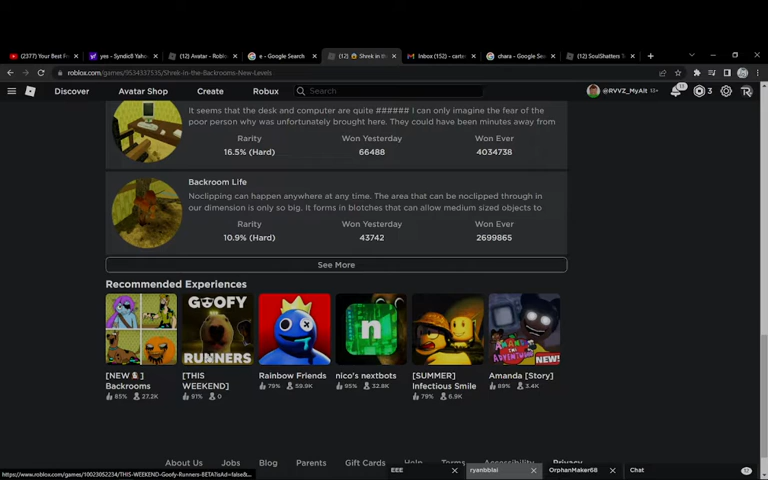 (2377) Your Best F
yes - Syndic8 Yahoo
(12) Avatar - Robl
e - Google Search
(12) Shrek in th
Inbox (152) - carte
chara - Google Se
(12) SoulShatters T
roblox.com/games/9534337535/Shrek-in-the-Backrooms-New-Levels
Discover
Avatar Shop
Create
Robux
Search
@RVVZ_MyAlt 13+
3
It seems that the desk and computer are quite ###### I can only imagine the fear of the
poor person why was unfortunately brought here. They could have been minutes away from
Rarity Won Yesterday Won Ever
16.5% (Hard) 66488 4034738
Backroom Life
Noclipping can happen anywhere at any time. The area that can be noclipped through in
our dimension is only so big. It forms in blotches that can allow medium sized objects to
Rarity Won Yesterday Won Ever
10.9% (Hard) 43742 2699865
See More
Recommended Experiences
GOOFY
RUNNERS
n
AMANDA
THE
ADVENTURER
NEW!
[NEW ] Backrooms
85% 27.2K
[THIS WEEKEND]
91% 0
Rainbow Friends
79% 59.9K
nico's nextbots
95% 32.8K
[SUMMER] Infectious Smile
79% 6.9K
Amanda [Story]
89% 3.4K
About Us Jobs Blog Parents Gift Cards Help Terms Accessibility Privacy
https://www.roblox.com/games/10023052234/THIS-WEEKEND-Goofy-Runners-BETA?isAd=false&...
EEE
ryanbblai
OrphanMaker68
Chat